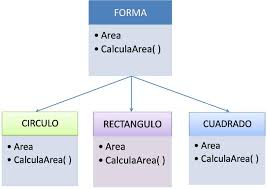 FORMA
• Area
• CalculaArea( )
CIRCULO
• Area
• CalculaArea( )
RECTANGULO
• Area
• CalculaArea( )
CUADRADO
• Area
• CalculaArea( )